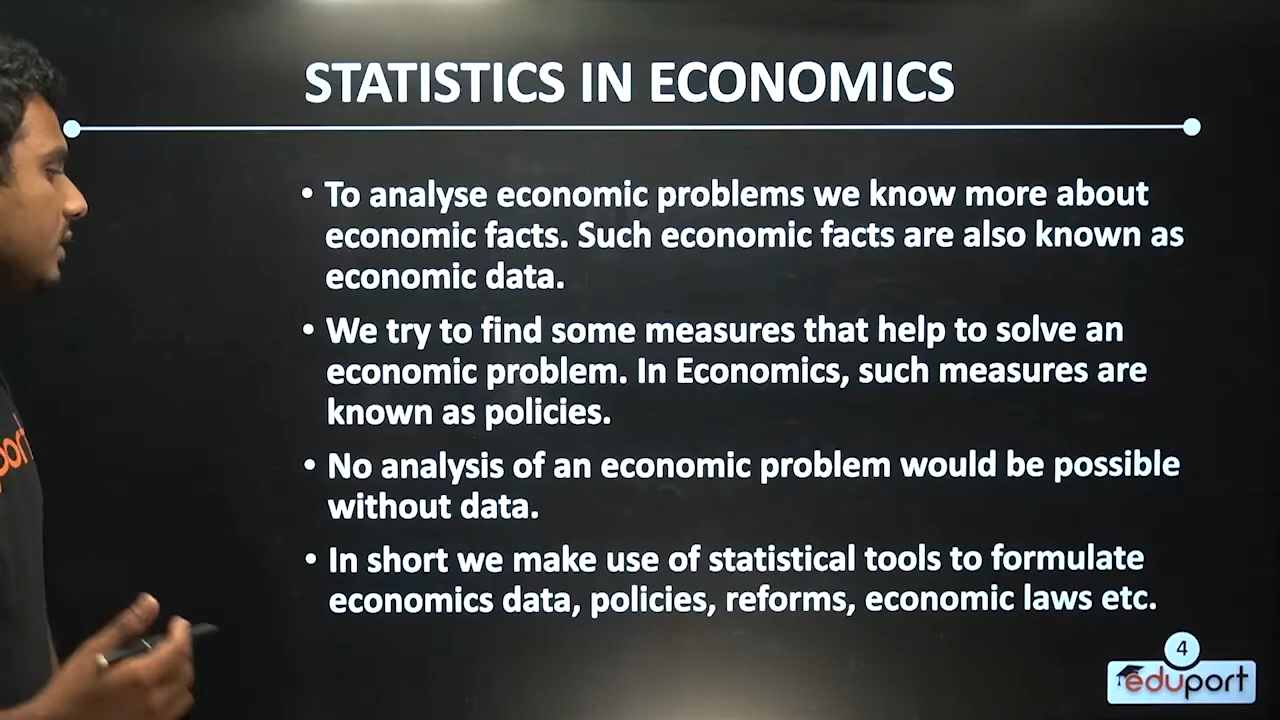 STATISTICS IN ECONOMICS
• To analyse economic problems we know more about
economic facts. Such economic facts are also known as
economic data.
• We try to find some measures that help to solve an
economic problem. In Economics, such measures are
known as policies.
• No analysis of an economic problem would be possible
without data.
• In short we make use of statistical tools to formulate
economics data, policies, reforms, economic laws etc.
4
eduport